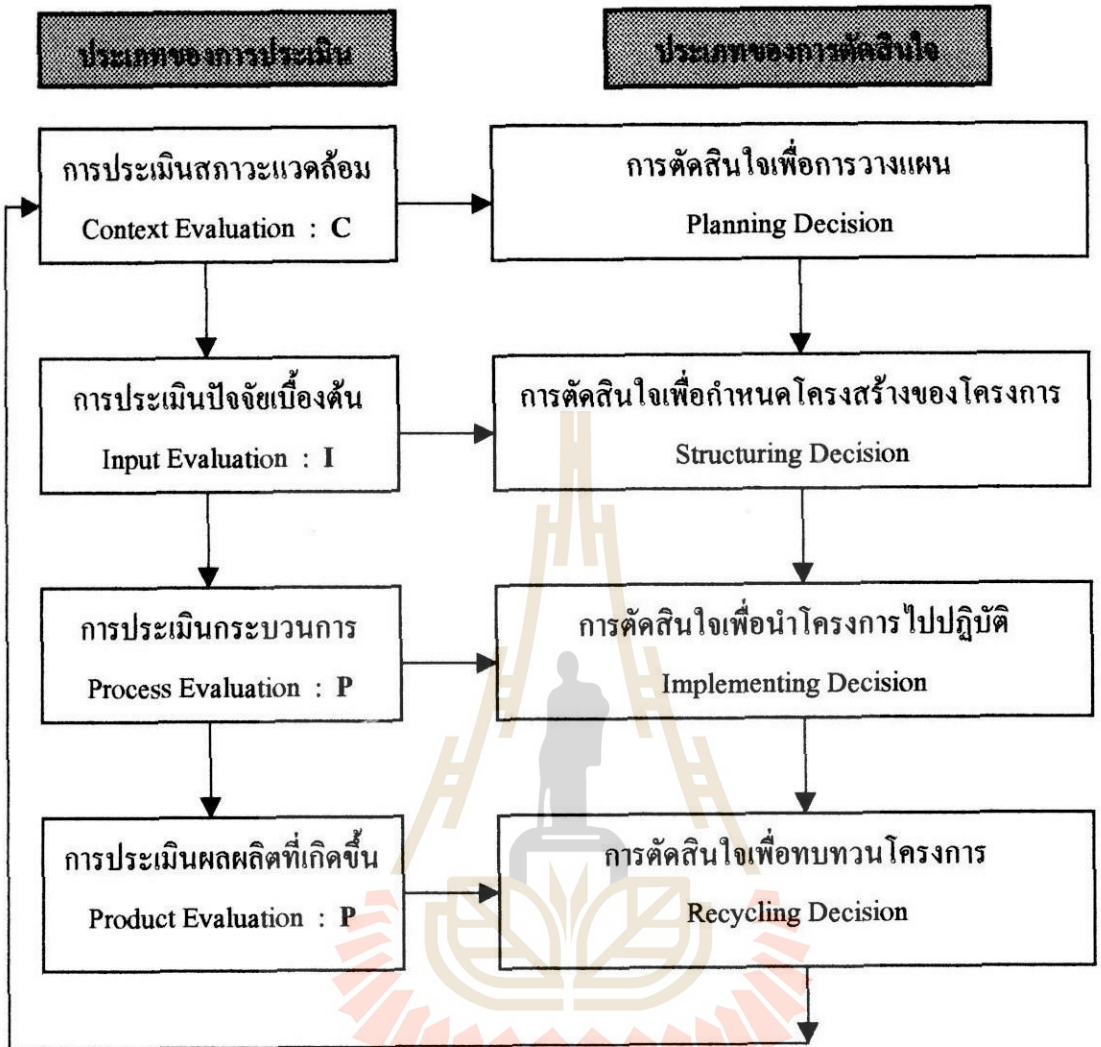 ประเภทของการประเมิน
ประเภทของการตัดสินใจ
การประเมินสภาวะแวดล้อม
Context Evaluation : C
การตัดสินใจเพื่อการวางแผน
Planning Decision
การประเมินปัจจัยเบื้องต้น
Input Evaluation : I
การตัดสินใจเพื่อกำหนดโครงสร้างของโครงการ
Structuring Decision
การประเมินกระบวนการ
Process Evaluation : P
การตัดสินใจเพื่อนำโครงการไปปฏิบัติ
Implementing Decision
การประเมินผลผลิตที่เกิดขึ้น
Product Evaluation : P
การตัดสินใจเพื่อทบทวนโครงการ
Recycling Decision